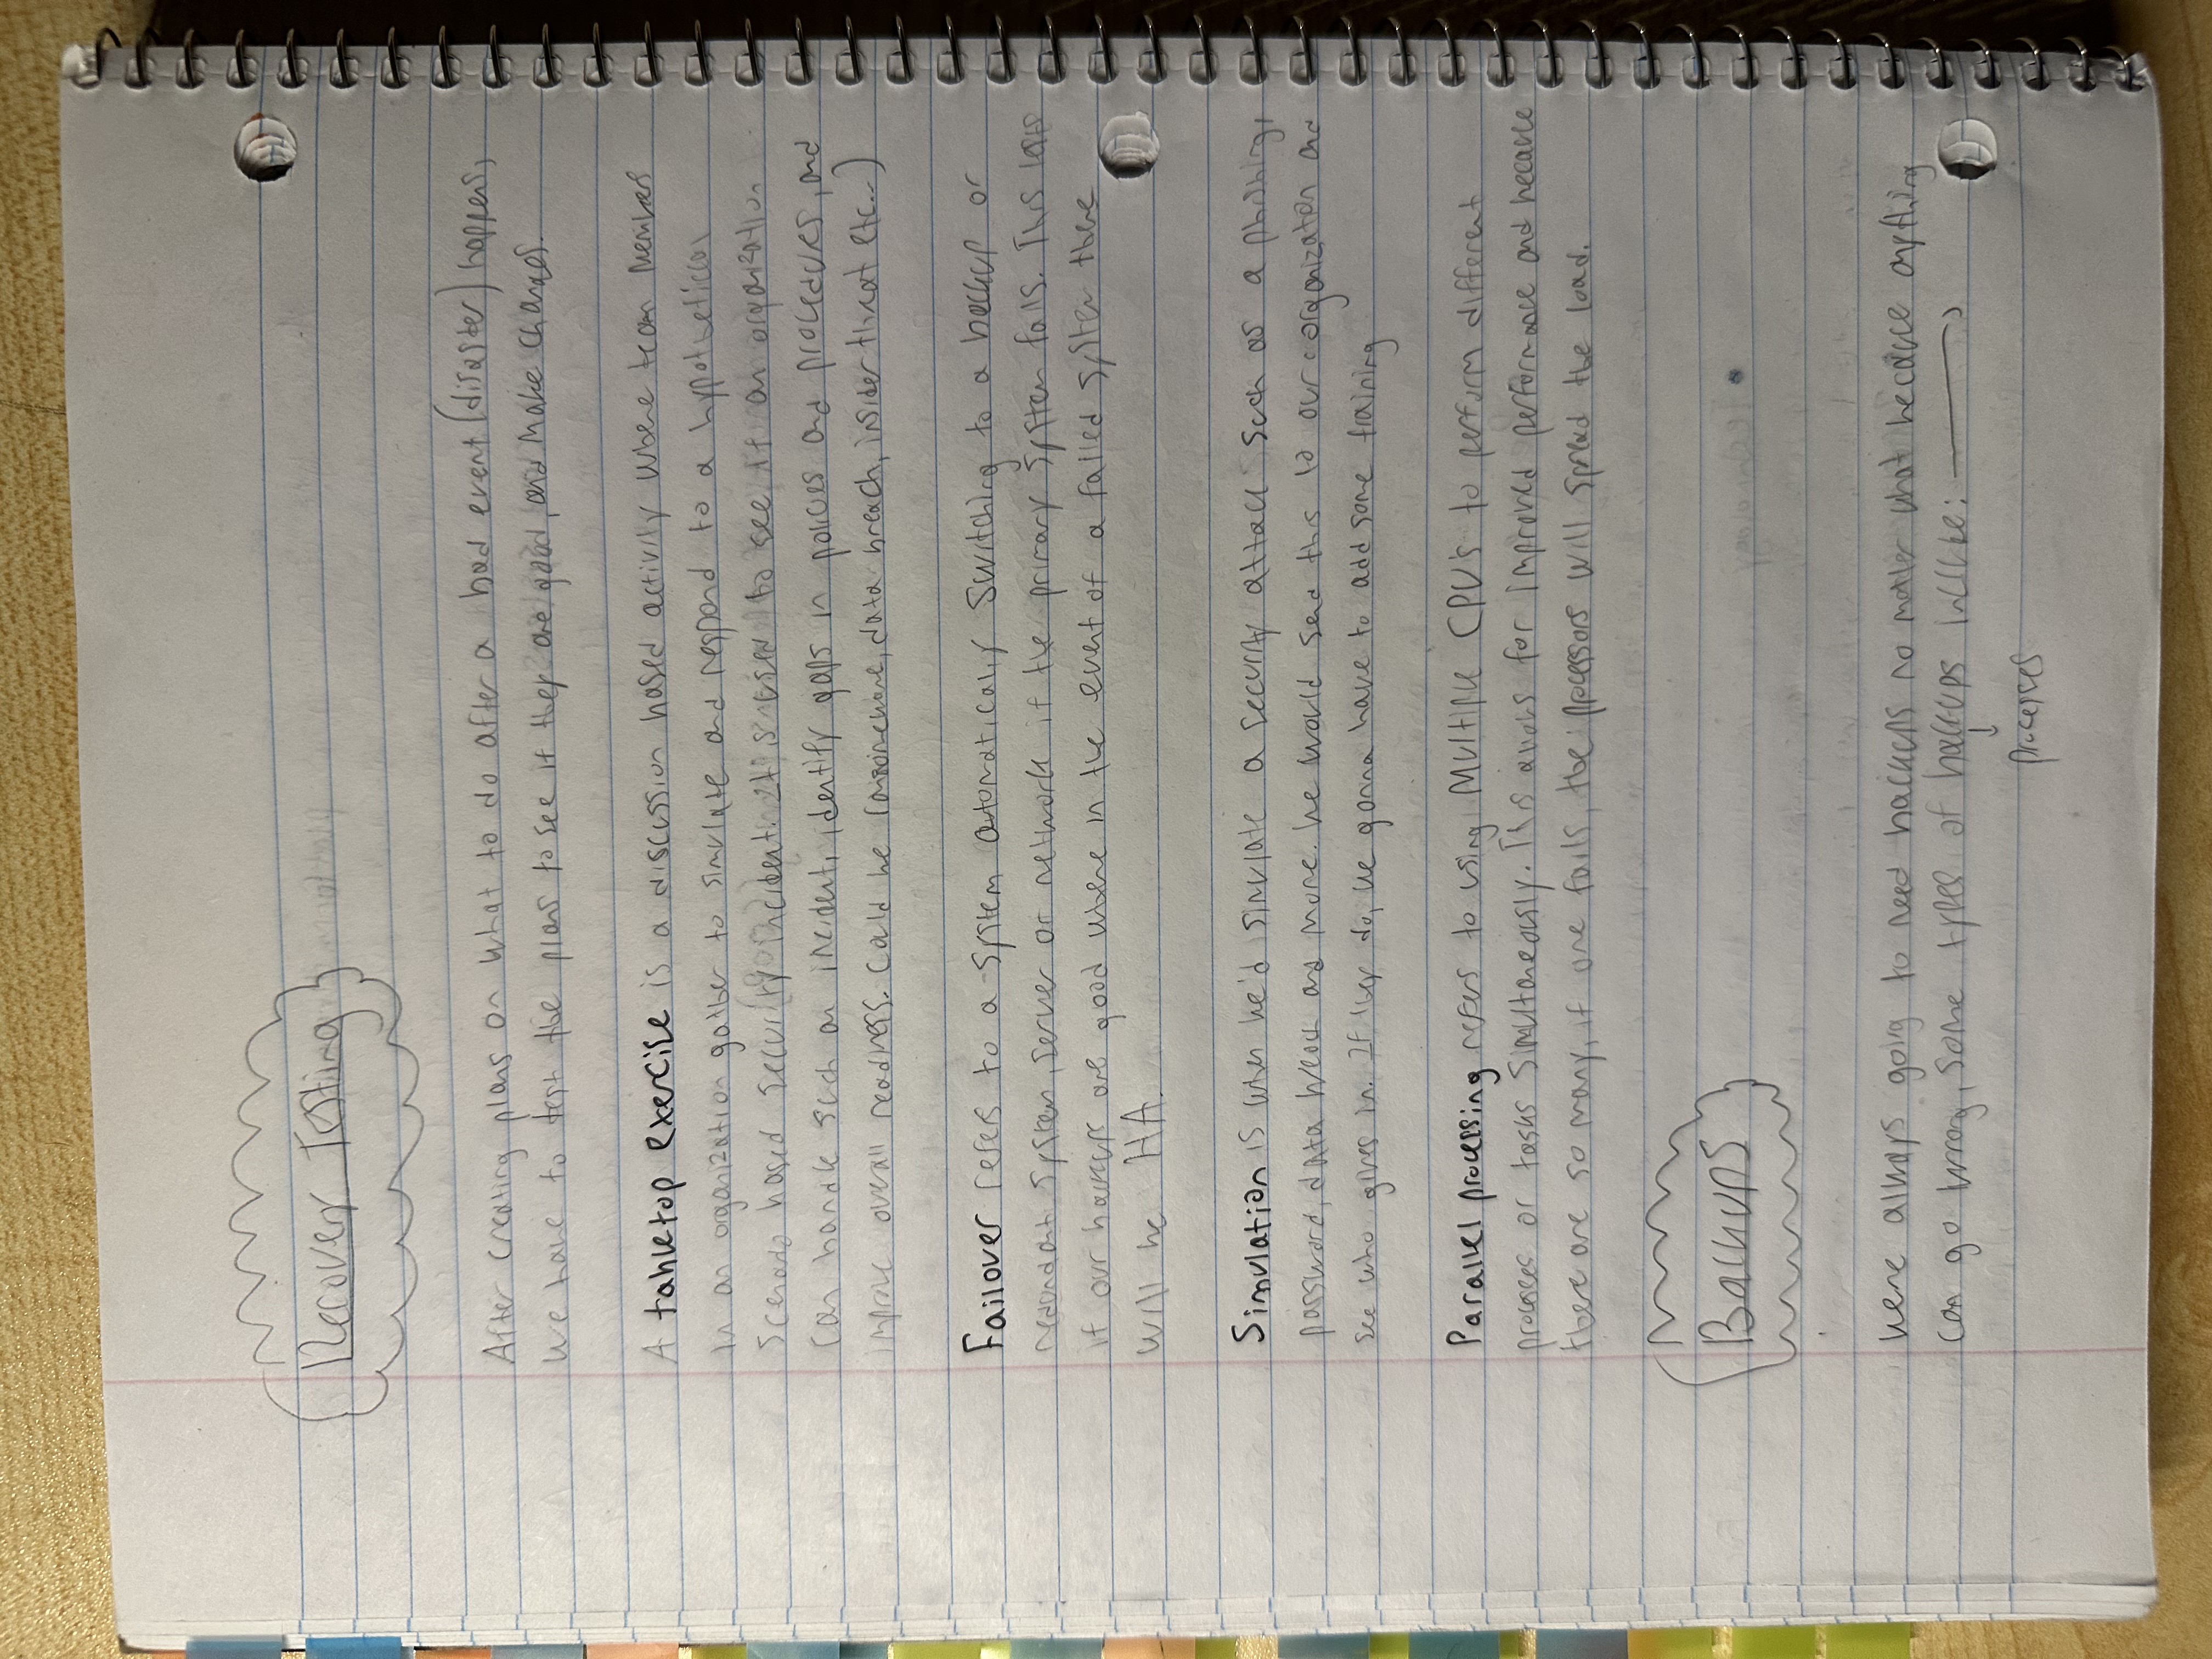 Recovery Testing
After creating plans on what to do after a bad event (disaster) happens,
we have to test the plans to see if they are good, and make changes.
A tabletop exercise is a discussion based activity where team members
in an organization gather to simulate and respond to a hypothetical
scenario based security incident. It is used to see if an organization
can handle such an incident, identify gaps in policies and procedures, and
improve overall readiness. Could be (ransomware, data breach, insider threat etc...)
Failover refers to a system automatically switching to a backup or
redundant system, server or network if the primary system fails. This tests
if our backups are good where in the event of a failed system there
will be HA.
Simulation is when we'd simulate a security attack such as a phishing,
password, data breach and more. We would send this to our organization and
see who gives in. If they do, we gonna have to add some training
Parallel processing refers to using multiple CPU's to perform different
processes or tasks simultaneously. This allows for improved performance and because
there are so many, if one fails, the processors will spread the load.
Backups
We're always going to need backups no matter what because anything
can go wrong, some types of backups include: →
↓
processes